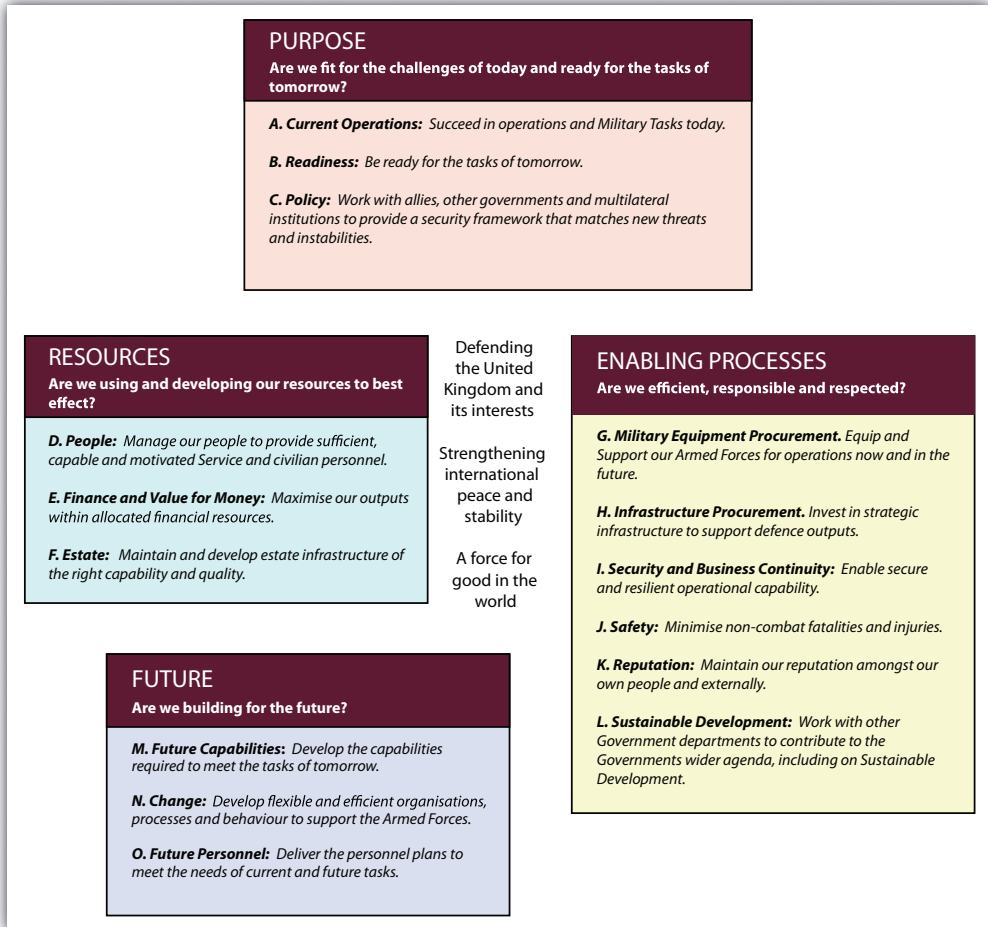 PURPOSE
Are we fit for the challenges of today and ready for the tasks of
tomorrow?
A. Current Operations: Succeed in operations and Military Tasks today.
B. Readiness: Be ready for the tasks of tomorrow.
C. Policy: Work with allies, other governments and multilateral
institutions to provide a security framework that matches new threats
and instabilities.
RESOURCES
Are we using and developing our resources to best
effect?
D. People: Manage our people to provide sufficient,
capable and motivated Service and civilian personnel.
E. Finance and Value for Money: Maximise our outputs
within allocated financial resources.
F. Estate: Maintain and develop estate infrastructure of
the right capability and quality.
Defending
the United
Kingdom and
its interests
Strengthening
international
peace and
stability
A force for
good in the
world
ENABLING PROCESSES
Are we efficient, responsible and respected?
G. Military Equipment Procurement. Equip and
Support our Armed Forces for operations now and in the
future.
H. Infrastructure Procurement. Invest in strategic
infrastructure to support defence outputs.
I. Security and Business Continuity: Enable secure
and resilient operational capability.
J. Safety: Minimise non-combat fatalities and injuries.
K. Reputation: Maintain our reputation amongst our
own people and externally.
L. Sustainable Development: Work with other
Government departments to contribute to the
Governments wider agenda, including on Sustainable
Development.
FUTURE
Are we building for the future?
M. Future Capabilities: Develop the capabilities
required to meet the tasks of tomorrow.
N. Change: Develop flexible and efficient organisations,
processes and behaviour to support the Armed Forces.
O. Future Personnel: Deliver the personnel plans to
meet the needs of current and future tasks.